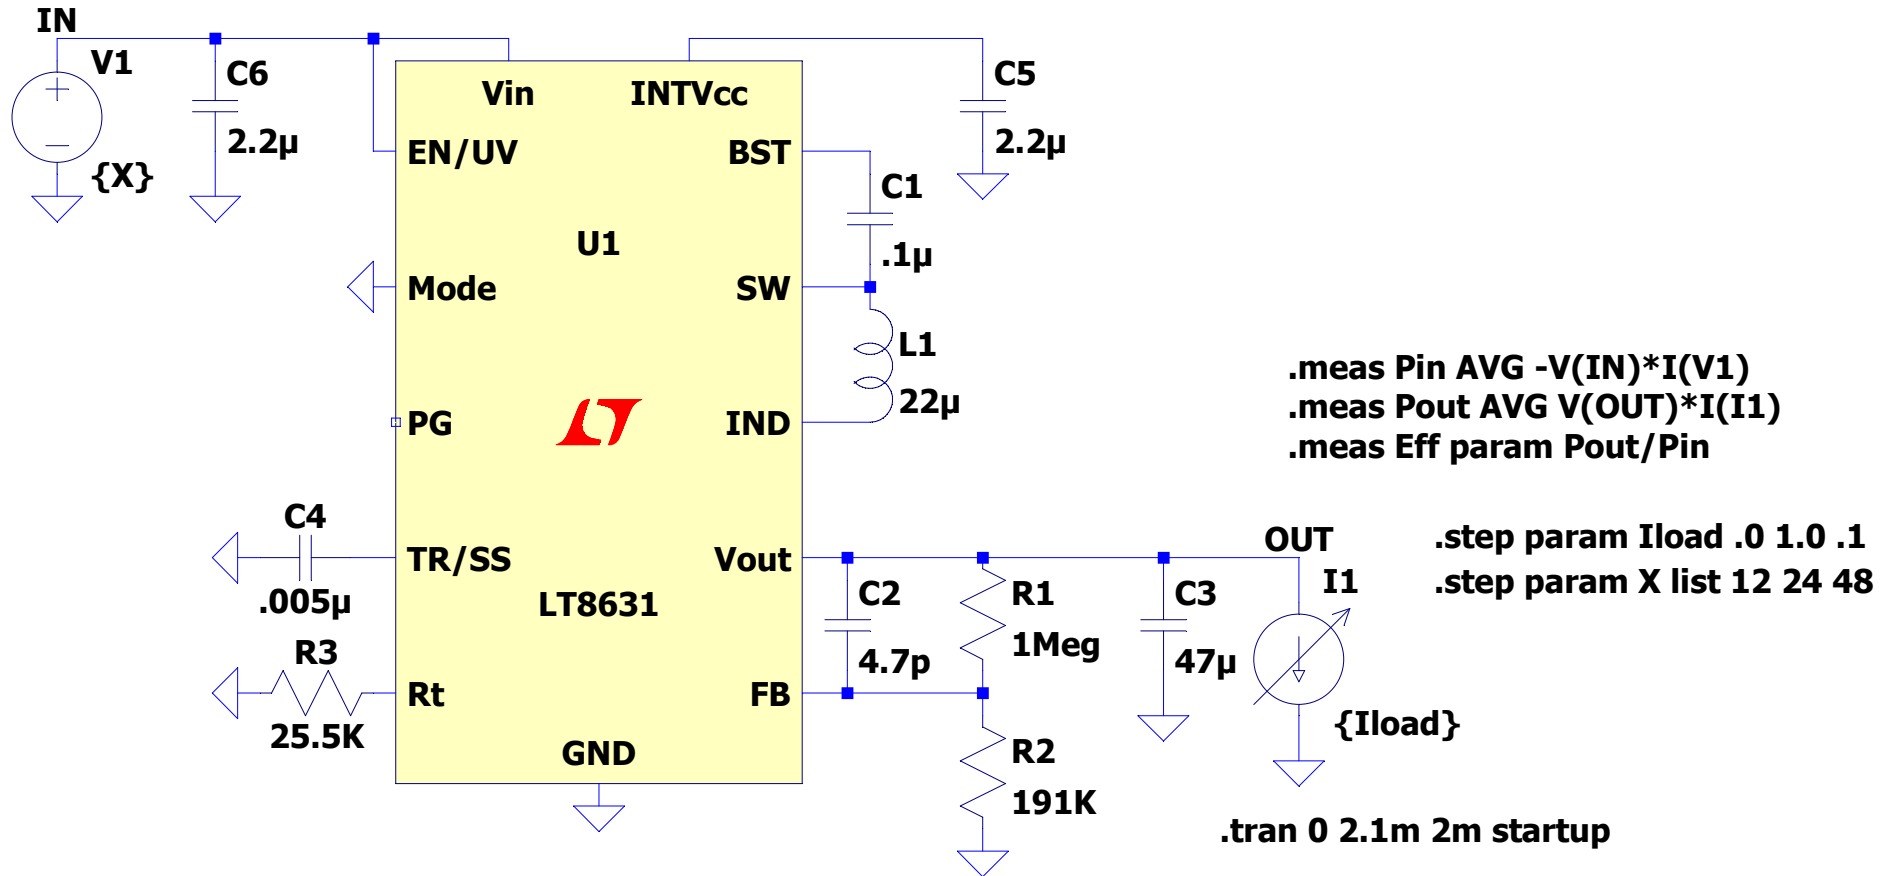 IN
V1
{X}
C6
2.2µ
Vin
INTVcc
EN/UV
BST
U1
Mode
SW
PG
IND
TR/SS
Vout
LT8631
Rt
FB
GND
C5
2.2µ
C1
.1µ
L1
22µ
C4
.005µ
R3
25.5K
C2
4.7p
R1
1Meg
C3
47µ
R2
191K
OUT
I1
{Iload}
.meas Pin AVG -V(IN)*I(V1)
.meas Pout AVG V(OUT)*I(I1)
.meas Eff param Pout/Pin
.step param Iload .0 1.0 .1
.step param X list 12 24 48
.tran 0 2.1m 2m startup